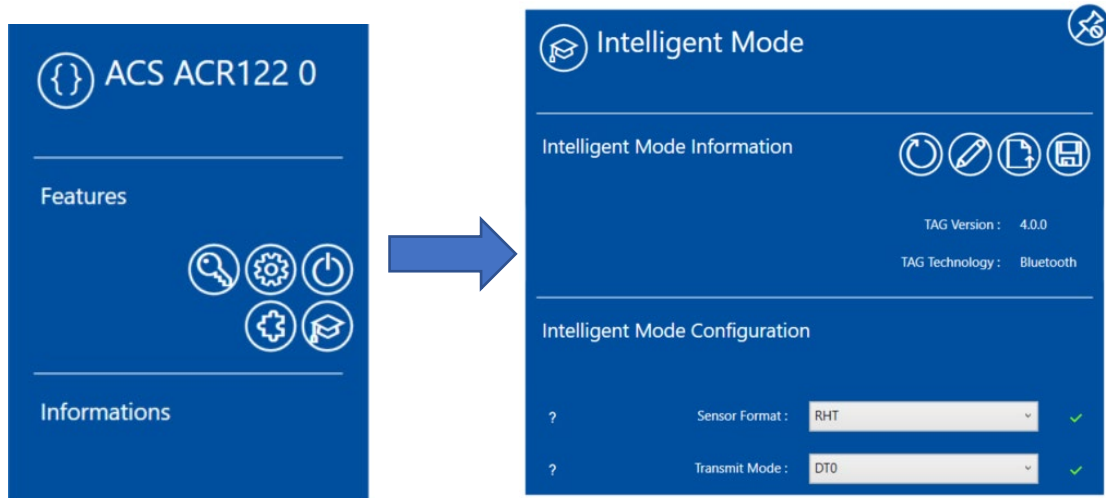 ACS ACR122 0
Features
Informations
Intelligent Mode
Intelligent Mode Information
TAG Version : 4.0.0
TAG Technology : Bluetooth
Intelligent Mode Configuration
? Sensor Format : RHT
? Transmit Mode : DT0